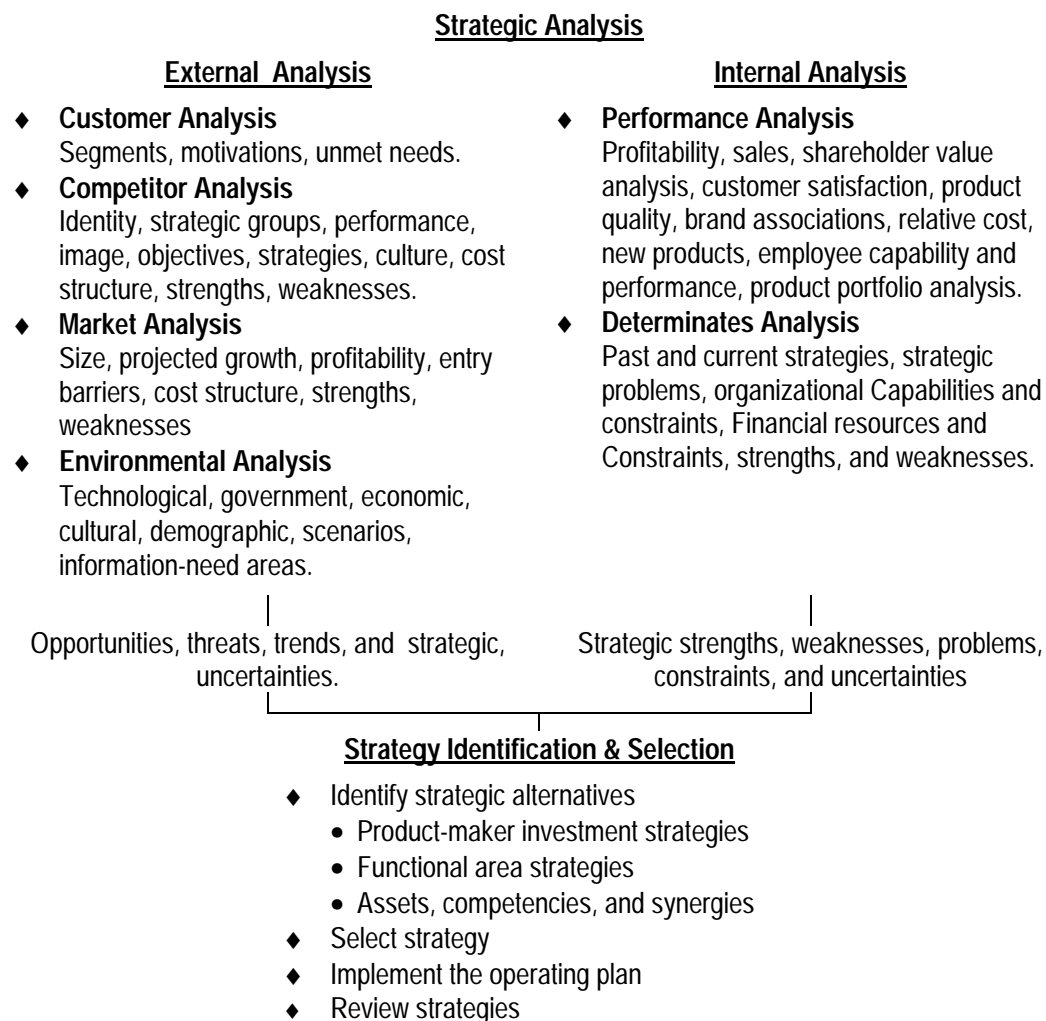 Strategic Analysis
External Analysis
♦ Customer Analysis
Segments, motivations, unmet needs.
♦ Competitor Analysis
Identity, strategic groups, performance,
image, objectives, strategies, culture, cost
structure, strengths, weaknesses.
♦ Market Analysis
Size, projected growth, profitability, entry
barriers, cost structure, strengths,
weaknesses
♦ Environmental Analysis
Technological, government, economic,
cultural, demographic, scenarios,
information-need areas.
Opportunities, threats, trends, and strategic,
uncertainties.
Internal Analysis
♦ Performance Analysis
Profitability, sales, shareholder value
analysis, customer satisfaction, product
quality, brand associations, relative cost,
new products, employee capability and
performance, product portfolio analysis.
♦ Determinates Analysis
Past and current strategies, strategic
problems, organizational Capabilities and
constraints, Financial resources and
Constraints, strengths, and weaknesses.
Strategic strengths, weaknesses, problems,
constraints, and uncertainties
Strategy Identification & Selection
♦ Identify strategic alternatives
• Product-maker investment strategies
• Functional area strategies
• Assets, competencies, and synergies
♦ Select strategy
♦ Implement the operating plan
♦ Review strategies